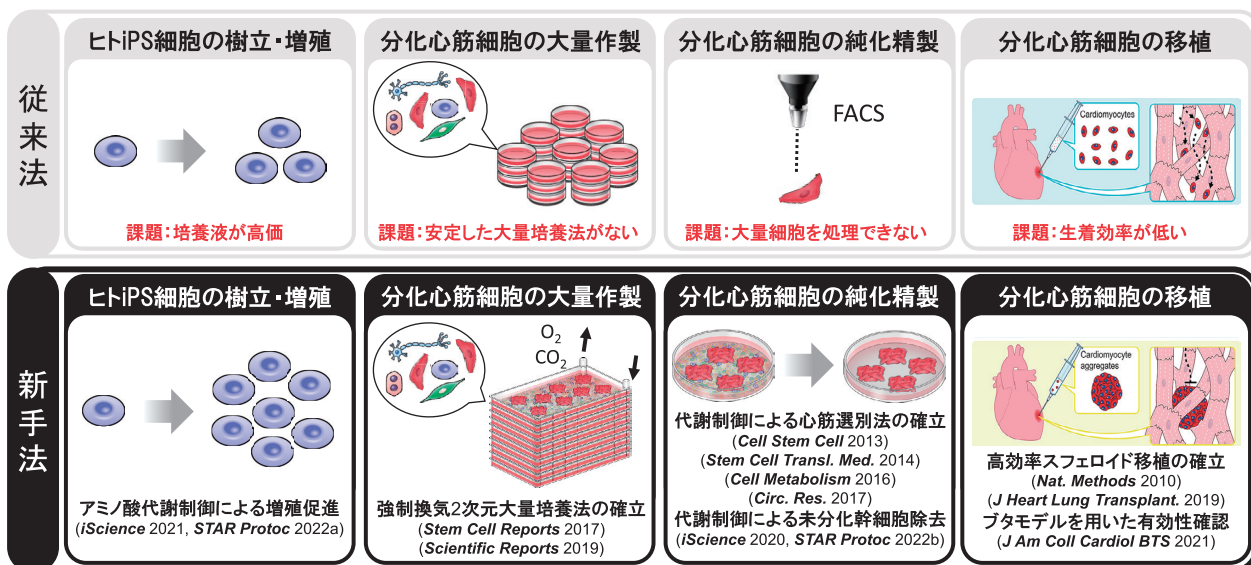 従来法
ヒトiPS細胞の樹立・増殖
課題：培養液が高価
分化心筋細胞の大量作製
課題：安定した大量培養法がない
分化心筋細胞の純化精製
FACS
課題：大量細胞を処理できない
分化心筋細胞の移植
Cardiomyocytes
課題：生着効率が低い
新手法
ヒトiPS細胞の樹立・増殖
アミノ酸代謝制御による増殖促進
(iScience 2021, STAR Protoc 2022a)
分化心筋細胞の大量作製
O2
CO2
強制換気2次元大量培養法の確立
(Stem Cell Reports 2017)
(Scientific Reports 2019)
分化心筋細胞の純化精製
代謝制御による心筋選別法の確立
(Cell Stem Cell 2013)
(Stem Cell Transl. Med. 2014)
(Cell Metabolism 2016)
(Circ. Res. 2017)
代謝制御による未分化幹細胞除去
(iScience 2020, STAR Protoc 2022b)
分化心筋細胞の移植
Cardiomyocyte
aggregates
高効率スフェロイド移植の確立
(Nat. Methods 2010)
(J Heart Lung Transplant. 2019)
ブタモデルを用いた有効性確認
(J Am Coll Cardiol BTS 2021)